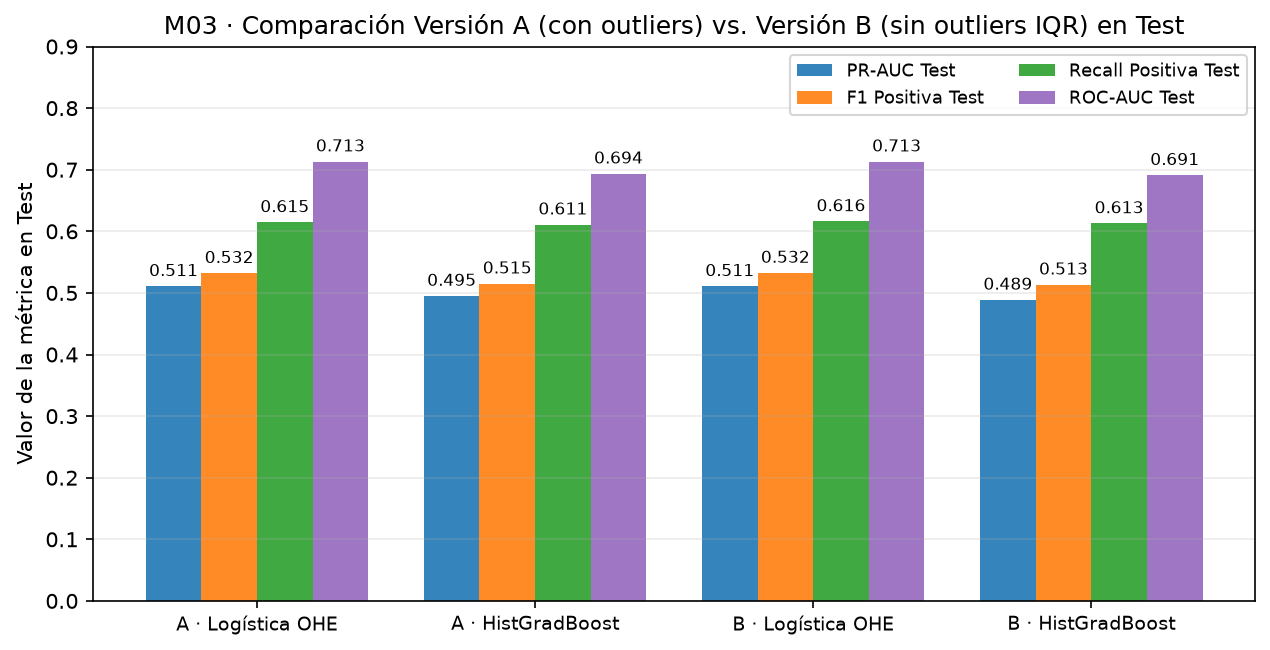 M03 · Comparación Versión A (con outliers) vs. Versión B (sin outliers IQR) en Test
Valor de la métrica en Test
0.9
0.8
0.7
0.6
0.5
0.4
0.3
0.2
0.1
0.0
PR-AUC Test
F1 Positiva Test
Recall Positiva Test
ROC-AUC Test
0.511 0.532 0.615 0.713
0.495 0.515 0.611 0.694
0.511 0.532 0.616 0.713
0.489 0.513 0.613 0.691
A · Logística OHE
A · HistGradBoost
B · Logística OHE
B · HistGradBoost